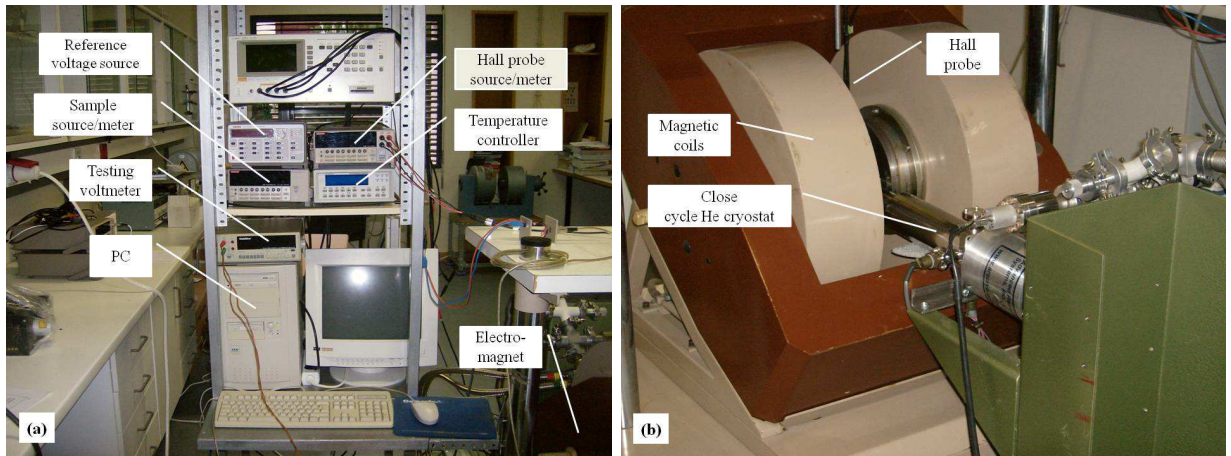 Reference
voltage source
Sample
source/meter
Testing
voltmeter
PC
Hall probe
source/meter
Temperature
controller
Electro-
magnet
(a)
Hall
probe
Magnetic
coils
Close
cycle He cryostat
(b)